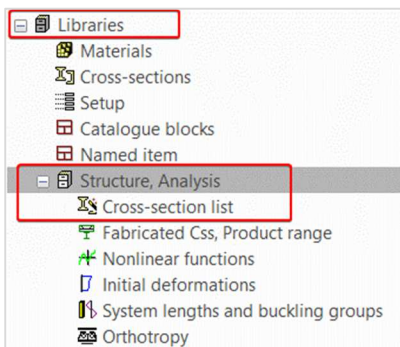 Libraries
Materials
Cross-sections
Setup
Catalogue blocks
Named item
Structure, Analysis
Cross-section list
Fabricated Css, Product range
Nonlinear functions
Initial deformations
System lengths and buckling groups
Orthotropy